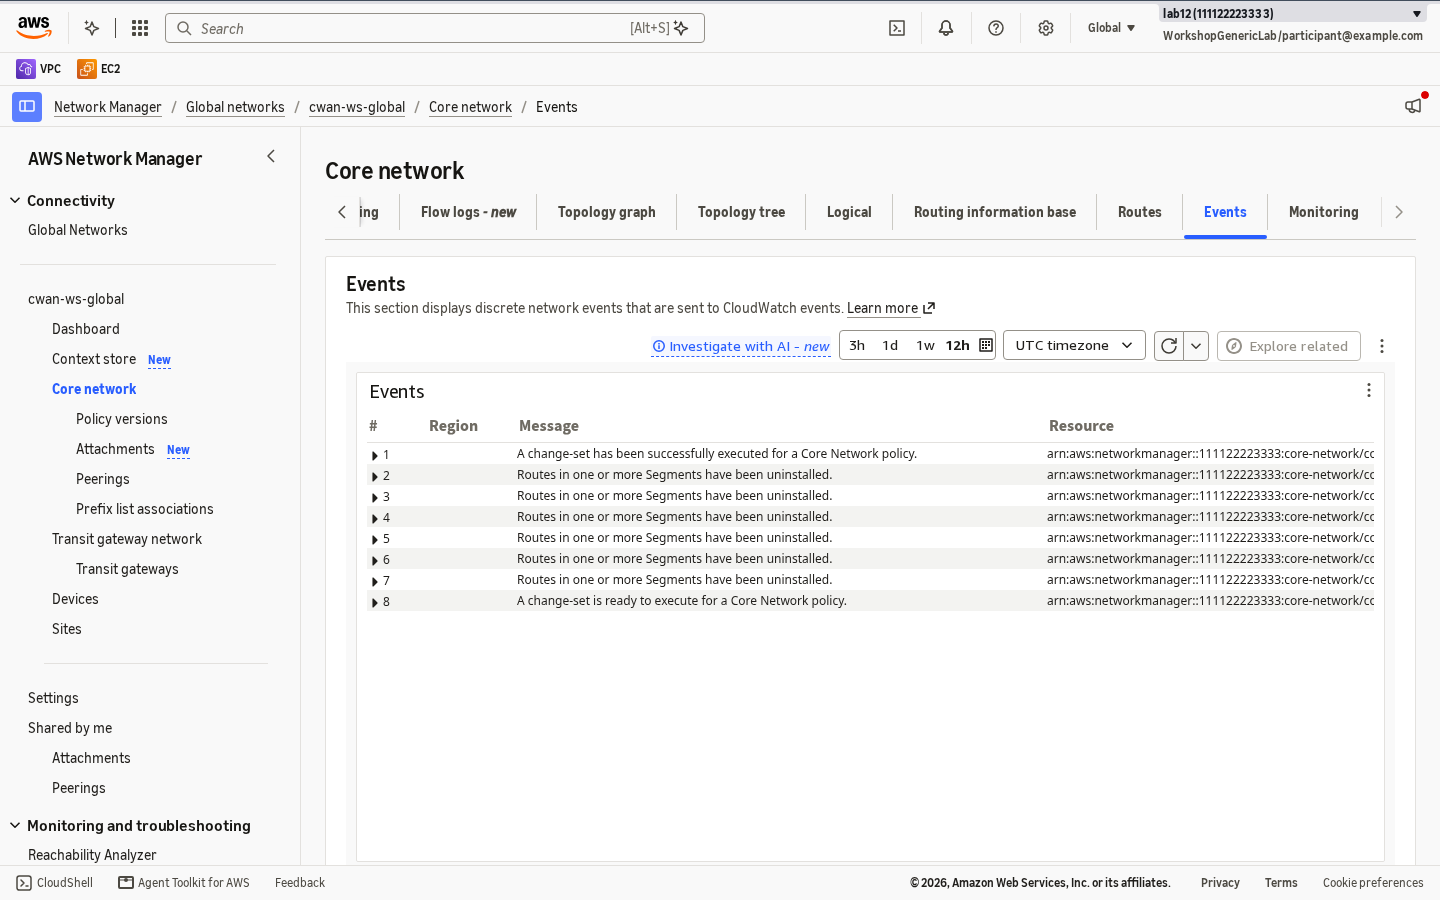 aws
Search
[Alt+S]
Global
lab12 (111122223333)
WorkshopGenericLab/participant@example.com
VPC
EC2
Network Manager / Global networks / cwan-ws-global / Core network / Events
AWS Network Manager
Connectivity
Global Networks
cwan-ws-global
Dashboard
Context store New
Core network
Policy versions
Attachments New
Peerings
Prefix list associations
Transit gateway network
Transit gateways
Devices
Sites
Settings
Shared by me
Attachments
Peerings
Monitoring and troubleshooting
Reachability Analyzer
Core network
ing
Flow logs - new
Topology graph
Topology tree
Logical
Routing information base
Routes
Events
Monitoring
Events
This section displays discrete network events that are sent to CloudWatch events. Learn more
Investigate with AI - new
3h 1d 1w 12h
UTC timezone
Explore related
Events
# Region Message Resource
1 A change-set has been successfully executed for a Core Network policy. arn:aws:networkmanager::111122223333:core-network/co
2 Routes in one or more Segments have been uninstalled. arn:aws:networkmanager::111122223333:core-network/co
3 Routes in one or more Segments have been uninstalled. arn:aws:networkmanager::111122223333:core-network/co
4 Routes in one or more Segments have been uninstalled. arn:aws:networkmanager::111122223333:core-network/co
5 Routes in one or more Segments have been uninstalled. arn:aws:networkmanager::111122223333:core-network/co
6 Routes in one or more Segments have been uninstalled. arn:aws:networkmanager::111122223333:core-network/co
7 Routes in one or more Segments have been uninstalled. arn:aws:networkmanager::111122223333:core-network/co
8 A change-set is ready to execute for a Core Network policy. arn:aws:networkmanager::111122223333:core-network/co
CloudShell
Agent Toolkit for AWS
Feedback
© 2026, Amazon Web Services, Inc. or its affiliates.
Privacy
Terms
Cookie preferences